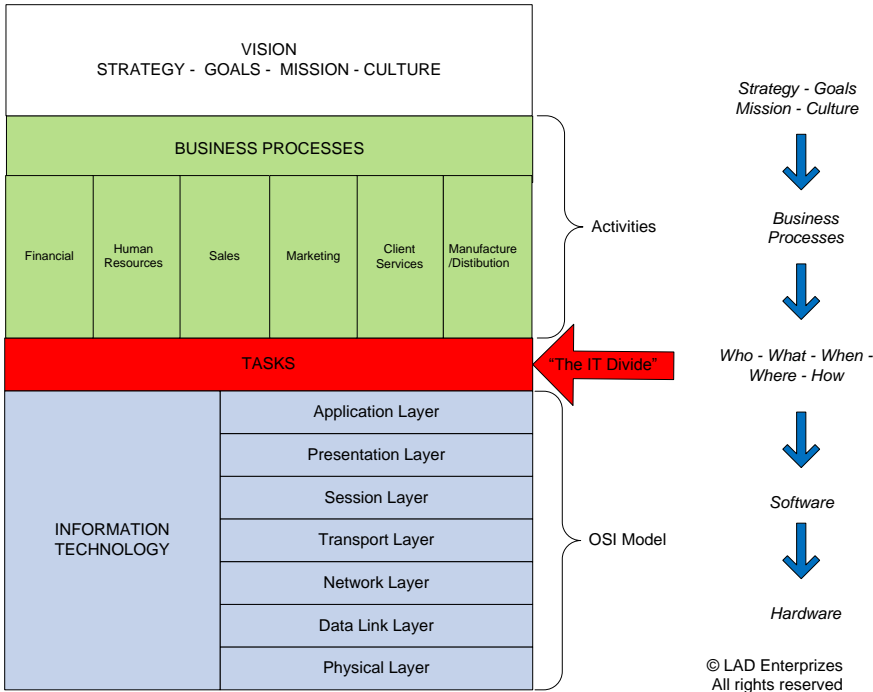 VISION
STRATEGY - GOALS - MISSION - CULTURE
BUSINESS PROCESSES
Financial
Human
Resources
Sales
Marketing
Client
Services
Manufacture
/Distibution
Activities
TASKS
"The IT Divide"
INFORMATION
TECHNOLOGY
Application Layer
Presentation Layer
Session Layer
Transport Layer
Network Layer
Data Link Layer
Physical Layer
OSI Model
Strategy - Goals
Mission - Culture
Business
Processes
Who - What - When -
Where - How
Software
Hardware
© LAD Enterprizes
All rights reserved